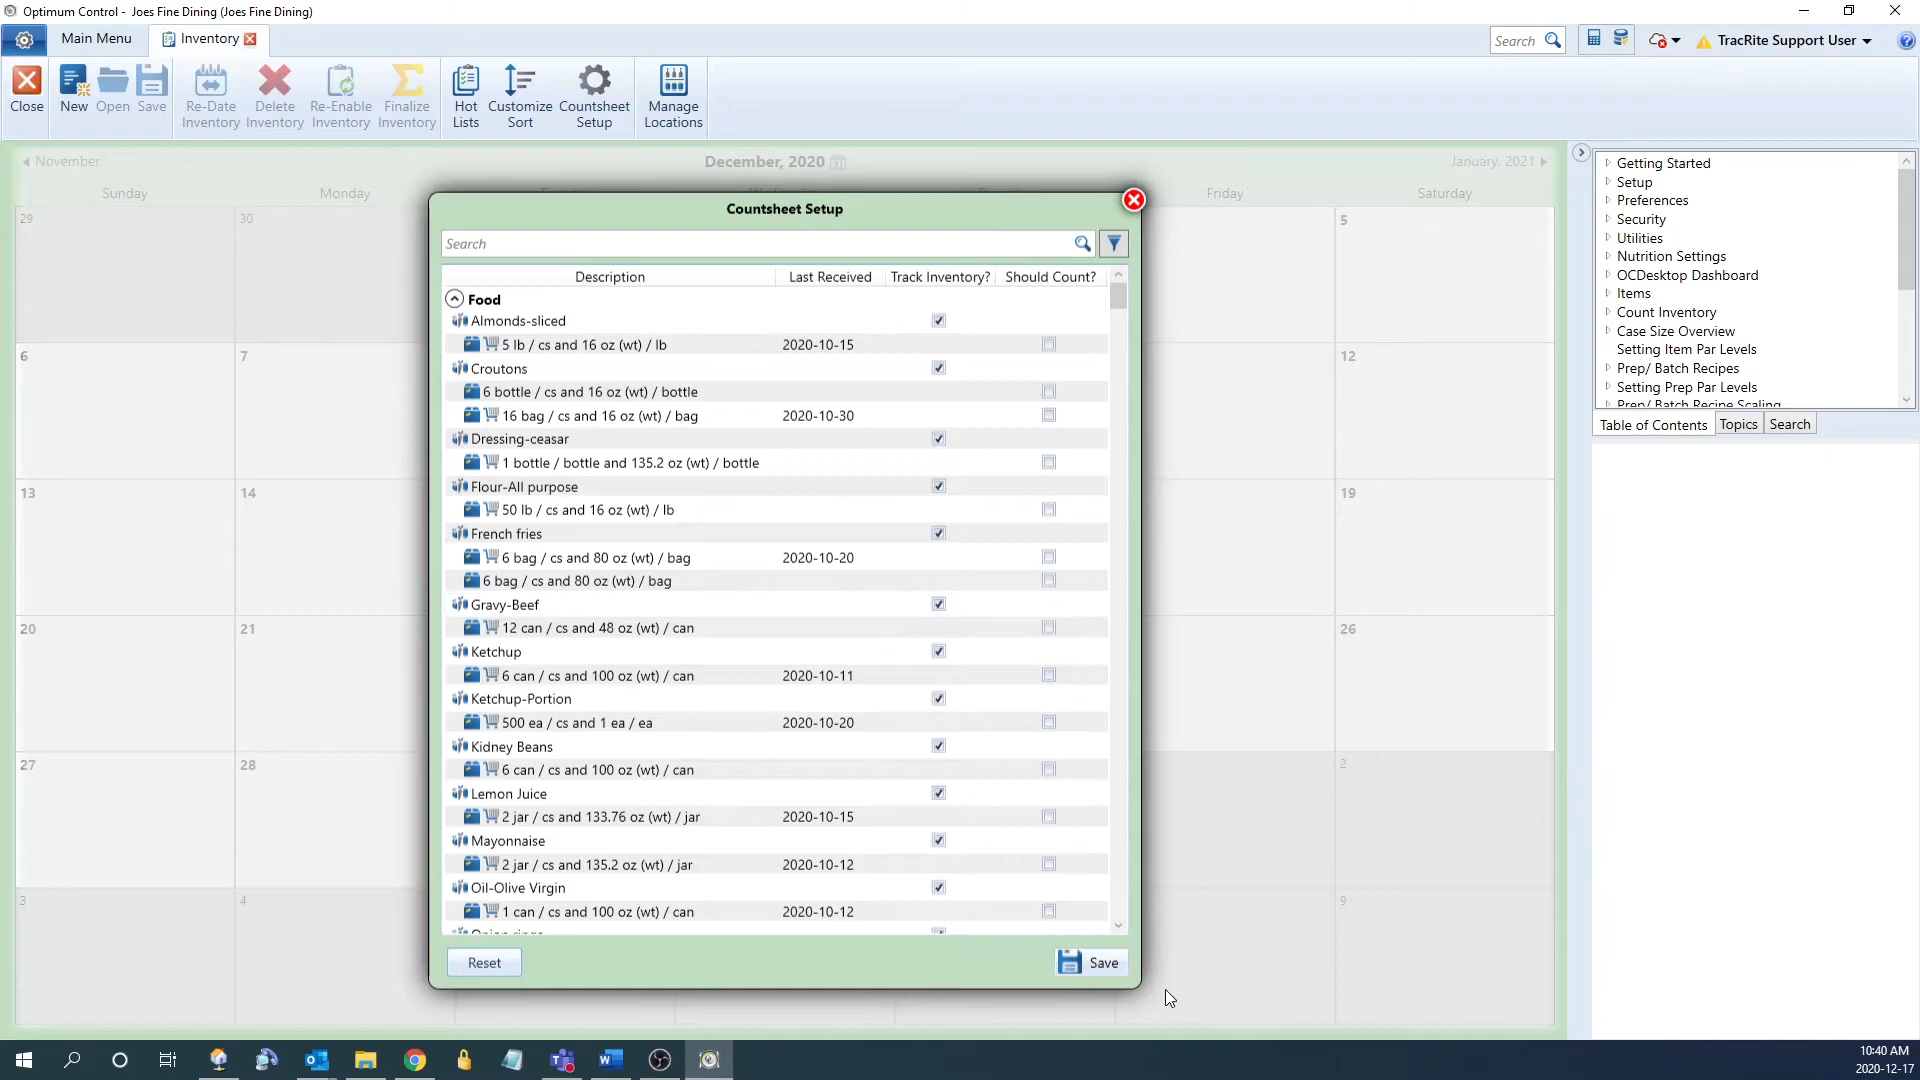 Optimum Control - Joes Fine Dining (Joes Fine Dining)
Main Menu
Inventory
Search
TracRite Support User
Close
New
Open
Save
Re-Date Inventory
Delete Inventory
Re-Enable Inventory
Finalize Inventory
Hot Lists
Customize Sort
Countsheet Setup
Manage Locations
November
December, 2020
January, 2021
Sunday
Monday
Friday
Saturday
29
30
5
6
7
12
13
14
19
20
21
26
27
28
2
3
4
9
Countsheet Setup
Search
Description Last Received Track Inventory? Should Count?
Food
Almonds-sliced
5 lb / cs and 16 oz (wt) / lb 2020-10-15
Croutons
6 bottle / cs and 16 oz (wt) / bottle
16 bag / cs and 16 oz (wt) / bag 2020-10-30
Dressing-ceasar
1 bottle / bottle and 135.2 oz (wt) / bottle
Flour-All purpose
50 lb / cs and 16 oz (wt) / lb
French fries
6 bag / cs and 80 oz (wt) / bag 2020-10-20
6 bag / cs and 80 oz (wt) / bag
Gravy-Beef
12 can / cs and 48 oz (wt) / can
Ketchup
6 can / cs and 100 oz (wt) / can 2020-10-11
Ketchup-Portion
500 ea / cs and 1 ea / ea 2020-10-20
Kidney Beans
6 can / cs and 100 oz (wt) / can
Lemon Juice
2 jar / cs and 133.76 oz (wt) / jar 2020-10-15
Mayonnaise
2 jar / cs and 135.2 oz (wt) / jar 2020-10-12
Oil-Olive Virgin
1 can / cs and 100 oz (wt) / can 2020-10-12
Reset
Save
Getting Started
Setup
Preferences
Security
Utilities
Nutrition Settings
OCDesktop Dashboard
Items
Count Inventory
Case Size Overview
Setting Item Par Levels
Prep/ Batch Recipes
Setting Prep Par Levels
Prep/ Batch Recipe Scaling
Table of Contents
Topics
Search
10:40 AM
2020-12-17